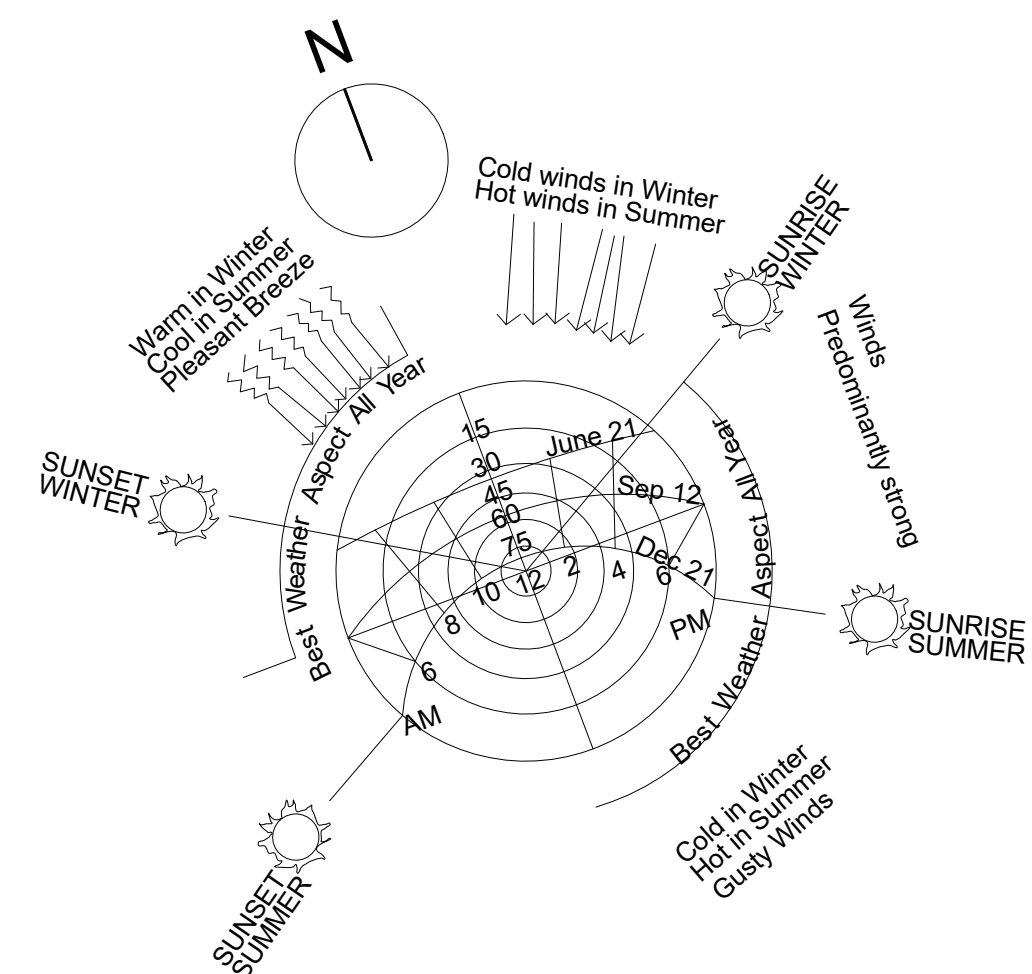 N
Cold winds in Winter
Hot winds in Summer
SUNRISE
WINTER
Warm in Winter
Cool in Summer
Pleasant Breeze
Winds
Predominantly strong
Best Weather Aspect All Year
Best Weather Aspect All Year
SUNSET
WINTER
15
30
45
60
75
June 21
Sep 12
Dec 21
12
2
4
6
10
8
6
PM
AM
SUNRISE
SUMMER
Cold in Winter
Hot in Summer
Gusty Winds
SUNSET
SUMMER